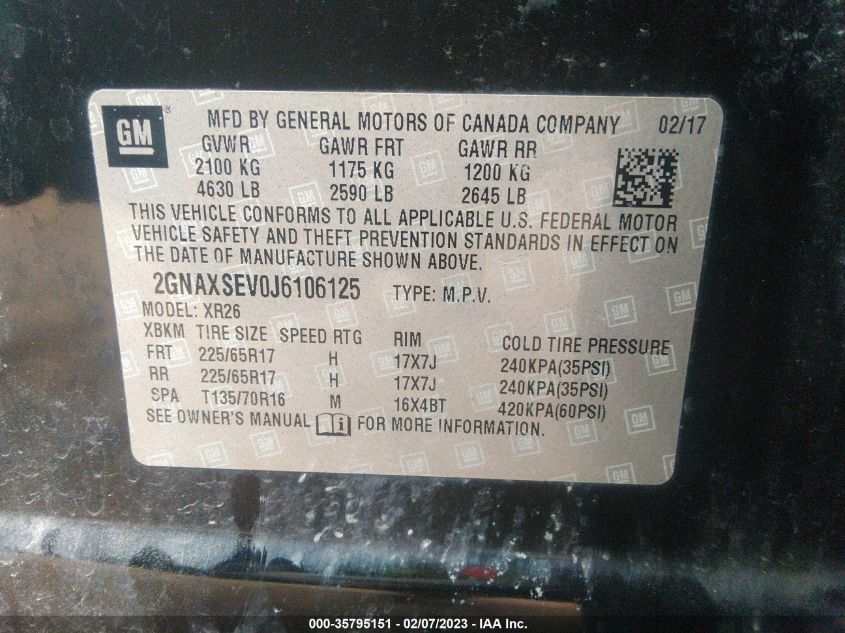 GM ® MFD BY GENERAL MOTORS OF CANADA COMPANY 02/17
GVWR GAWR FRT GAWR RR
2100 KG 1175 KG 1200 KG
4630 LB 2590 LB 2645 LB
THIS VEHICLE CONFORMS TO ALL APPLICABLE U.S. FEDERAL MOTOR
VEHICLE SAFETY AND THEFT PREVENTION STANDARDS IN EFFECT ON
THE DATE OF MANUFACTURE SHOWN ABOVE.
2GNAXSEV0J6106125 TYPE: M.P.V.
MODEL: XR26
XBKM TIRE SIZE SPEED RTG RIM COLD TIRE PRESSURE
FRT 225/65R17 H 17X7J 240KPA(35PSI)
RR 225/65R17 H 17X7J 240KPA(35PSI)
SPA T135/70R16 M 16X4BT 420KPA(60PSI)
SEE OWNER'S MANUAL FOR MORE INFORMATION.
000-35795151 — 02/07/2023 — IAA Inc.